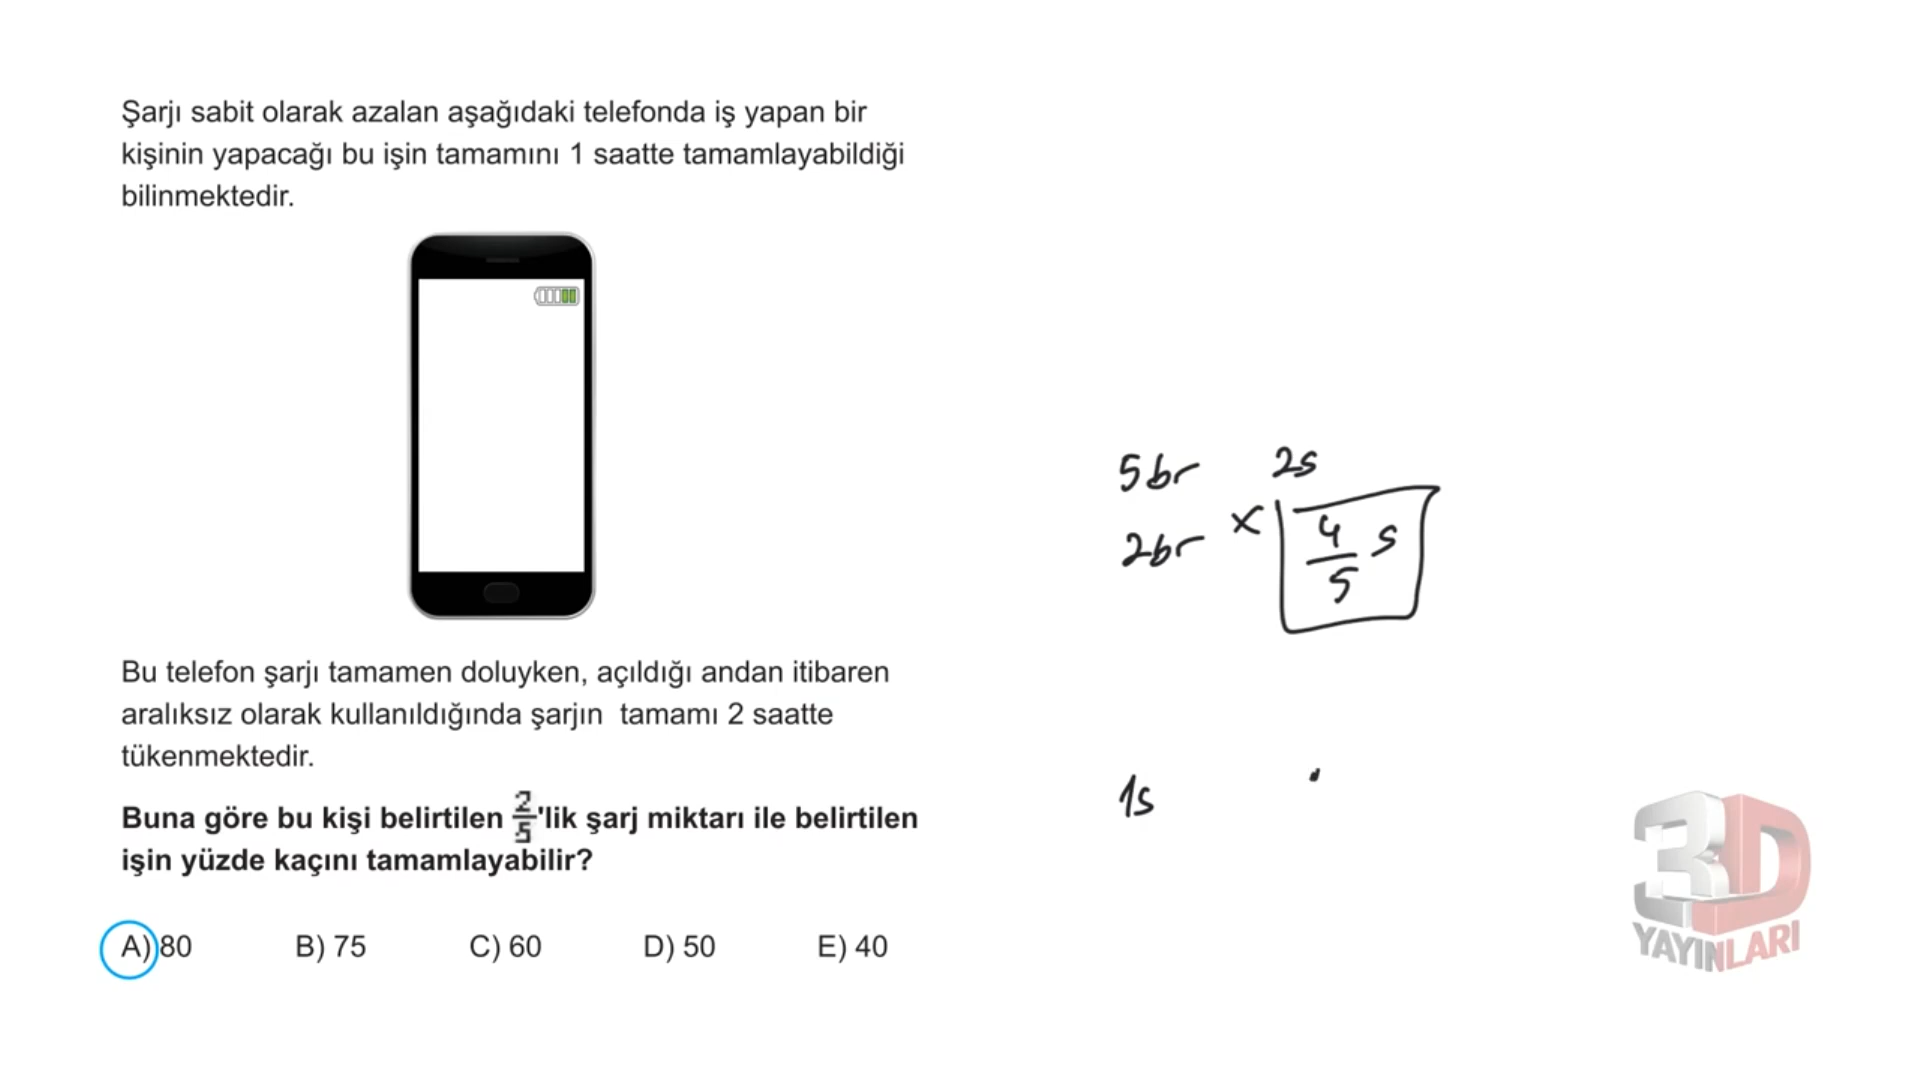 Şarjı sabit olarak azalan aşağıdaki telefonda iş yapan bir
kişinin yapacağı bu işin tamamını 1 saatte tamamlayabildiği
bilinmektedir.
5br 2s
2br x 4/5 s
Bu telefon şarjı tamamen doluyken, açıldığı andan itibaren
aralıksız olarak kullanıldığında şarjın tamamı 2 saatte
tükenmektedir.
1s
Buna göre bu kişi belirtilen 2/5'lik şarj miktarı ile belirtilen
işin yüzde kaçını tamamlayabilir?
A) 80 B) 75 C) 60 D) 50 E) 40
3D
YAYINLARI